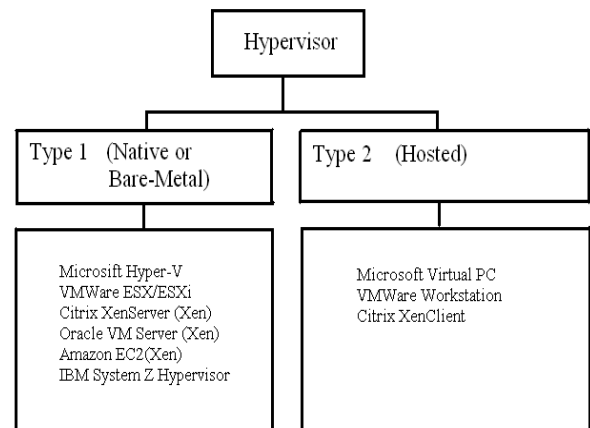 Hypervisor
Type 1 (Native or
Bare-Metal)
Type 2 (Hosted)
Microsift Hyper-V
VMWare ESX/ESXi
Citrix XenServer (Xen)
Oracle VM Server (Xen)
Amazon EC2(Xen)
IBM System Z Hypervisor
Microsoft Virtual PC
VMWare Workstation
Citrix XenClient